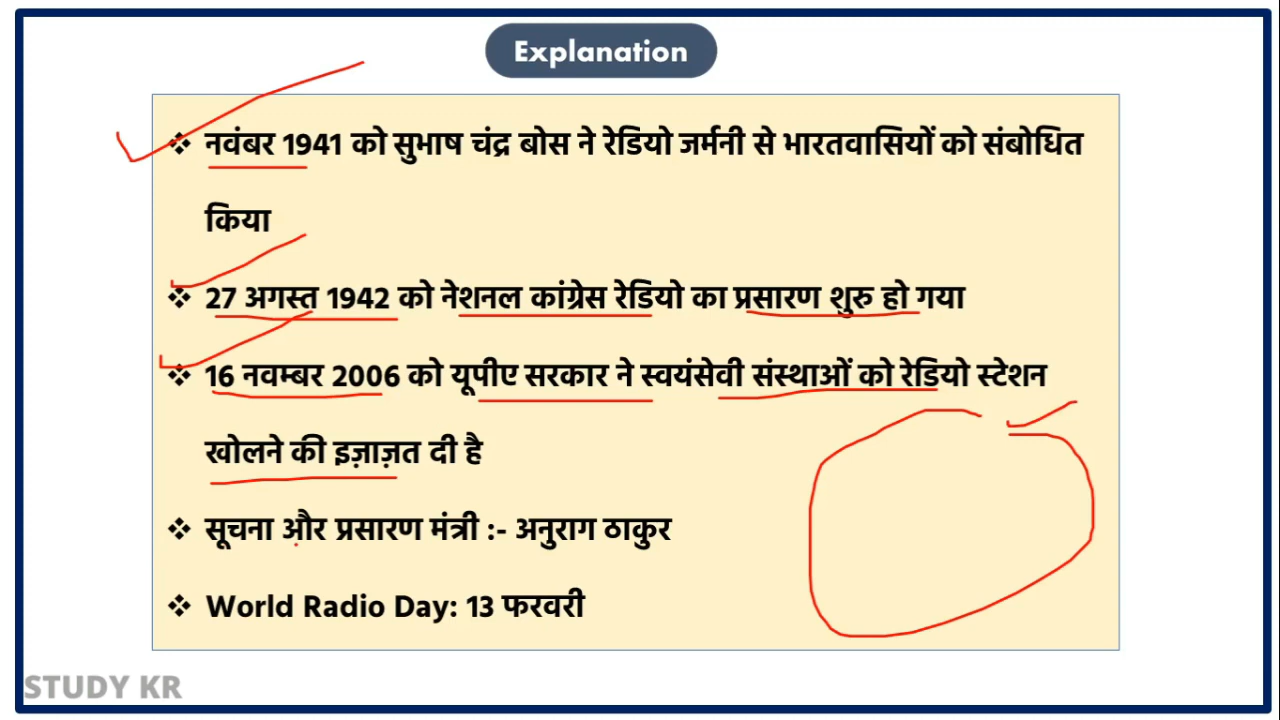 Explanation
❖ नवंबर 1941 को सुभाष चंद्र बोस ने रेडियो जर्मनी से भारतवासियों को संबोधित
किया
❖ 27 अगस्त 1942 को नेशनल कांग्रेस रेडियो का प्रसारण शुरु हो गया
❖ 16 नवम्बर 2006 को यूपीए सरकार ने स्वयंसेवी संस्थाओं को रेडियो स्टेशन
खोलने की इज़ाज़त दी है
❖ सूचना और प्रसारण मंत्री :- अनुराग ठाकुर
❖ World Radio Day: 13 फरवरी
STUDY KR